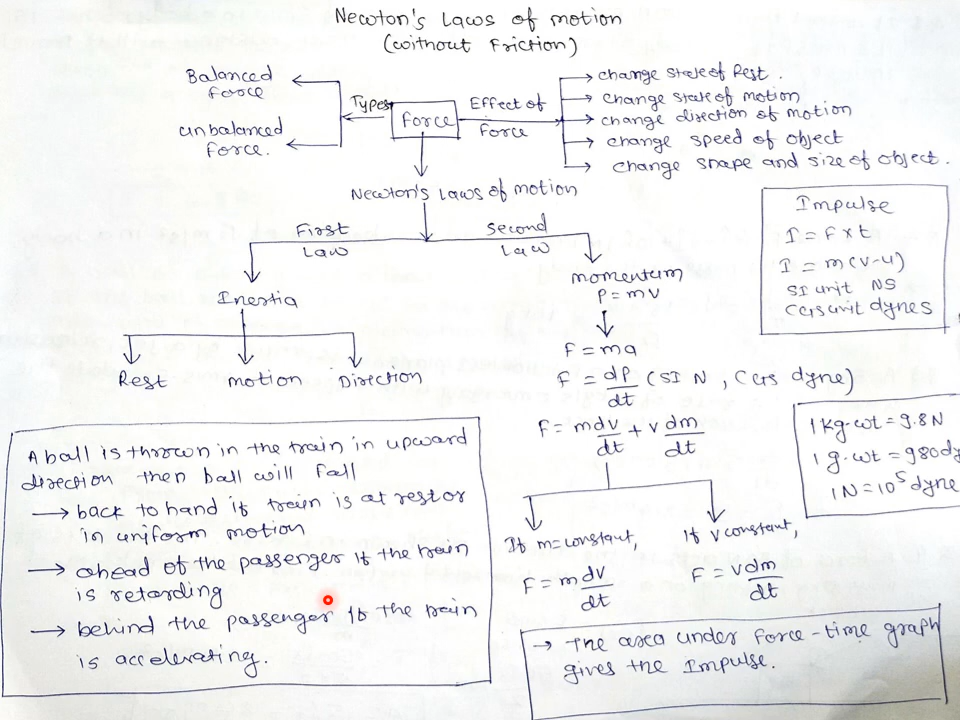 Newton's Laws of motion
(without Friction)
Balanced
force
unbalanced
force.
Types
force
Effect of
Force
change state of Rest.
change state of motion
change direction of motion
change speed of object
change shape and size of object.
Newton's Laws of motion
First
Law
Second
Law
Inertia
Rest
motion
Direction
momentum
P = mv
F = ma
F = dP/dt (SI N, CGS dyne)
F = m dv/dt + v dm/dt
If m=constant,
F = m dv/dt
If v constant,
F = v dm/dt
Impulse
I = F x t
I = m(v-u)
SI unit NS
CGS unit dynes
1 kg-wt = 9.8N
1 g-wt = 980dy
1N = 10⁵ dyne
A ball is thrown in the train in upward
direction then ball will fall
→ back to hand if train is at rest or
in uniform motion
→ ahead of the passenger if the train
is retarding
→ behind the passenger if the train
is accelerating.
→ The area under force-time graph
gives the Impulse.